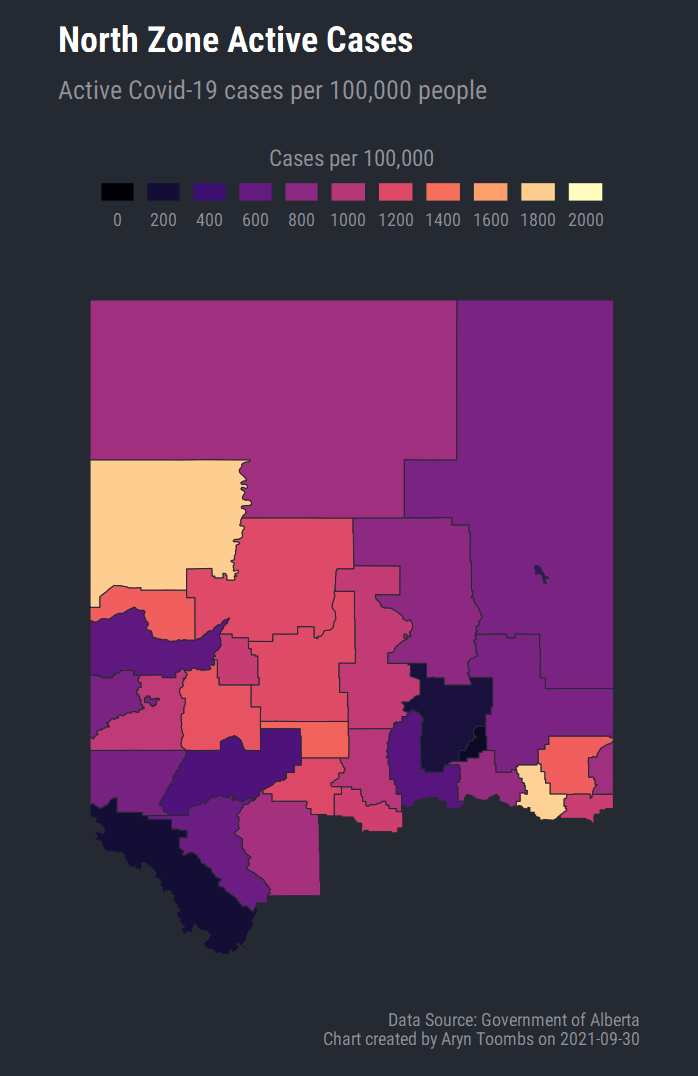 North Zone Active Cases
Active Covid-19 cases per 100,000 people
Cases per 100,000
0 200 400 600 800 1000 1200 1400 1600 1800 2000
Data Source: Government of Alberta
Chart created by Aryn Toombs on 2021-09-30